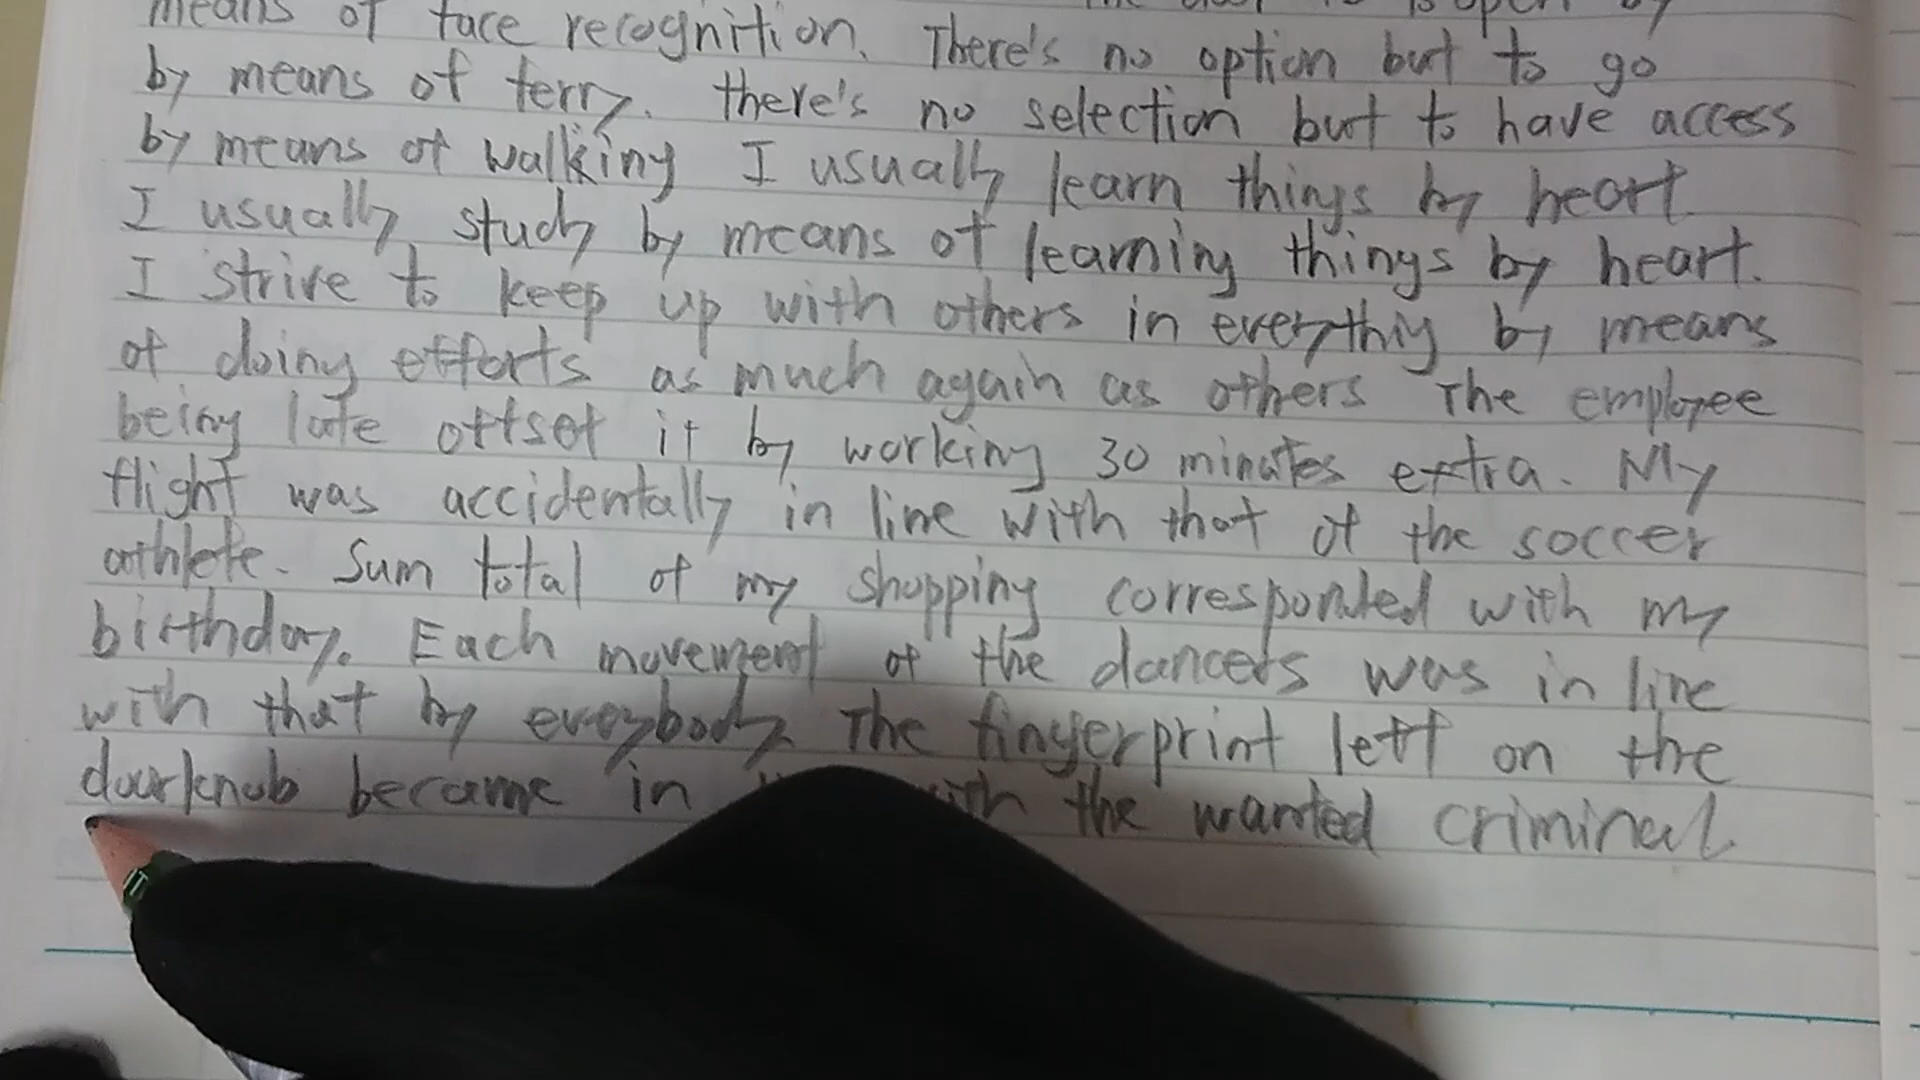 means of face recognition. There's no option but to go
by means of ferry. there's no selection but to have access
by means of walking I usually learn things by heart
I usually study by means of learning things by heart.
I strive to keep up with others in everythig by means
of doing efforts as much again as others The employee
being late offset it by working 30 minutes extra. My
flight was accidentally in line with that of the soccer
athlete. Sum total of my shopping corresponded with my
birthday. Each movement of the dancers was in line
with that by everybody The fingerprint left on the
doorknob became in with the wanted criminal.